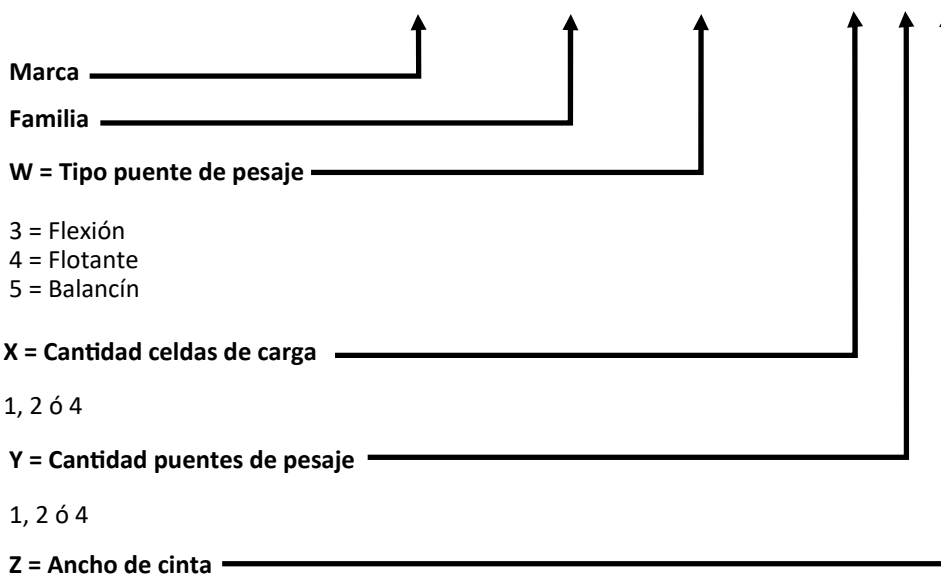 Marca
Familia
W = Tipo puente de pesaje
3 = Flexión
4 = Flotante
5 = Balancín
X = Cantidad celdas de carga
1, 2 ó 4
Y = Cantidad puentes de pesaje
1, 2 ó 4
Z = Ancho de cinta